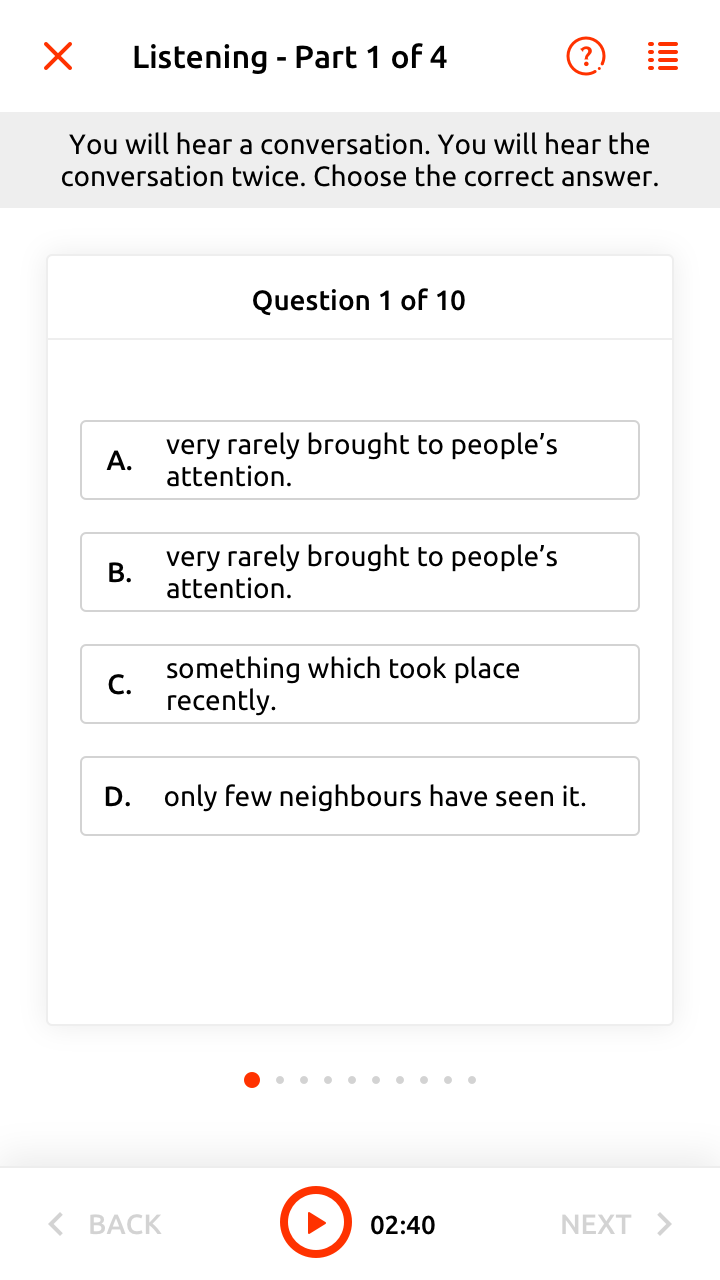 Listening - Part 1 of 4
?
You will hear a conversation. You will hear the
conversation twice. Choose the correct answer.
Question 1 of 10
A. very rarely brought to people’s
attention.
B. very rarely brought to people’s
attention.
C. something which took place
recently.
D. only few neighbours have seen it.
BACK 02:40 NEXT